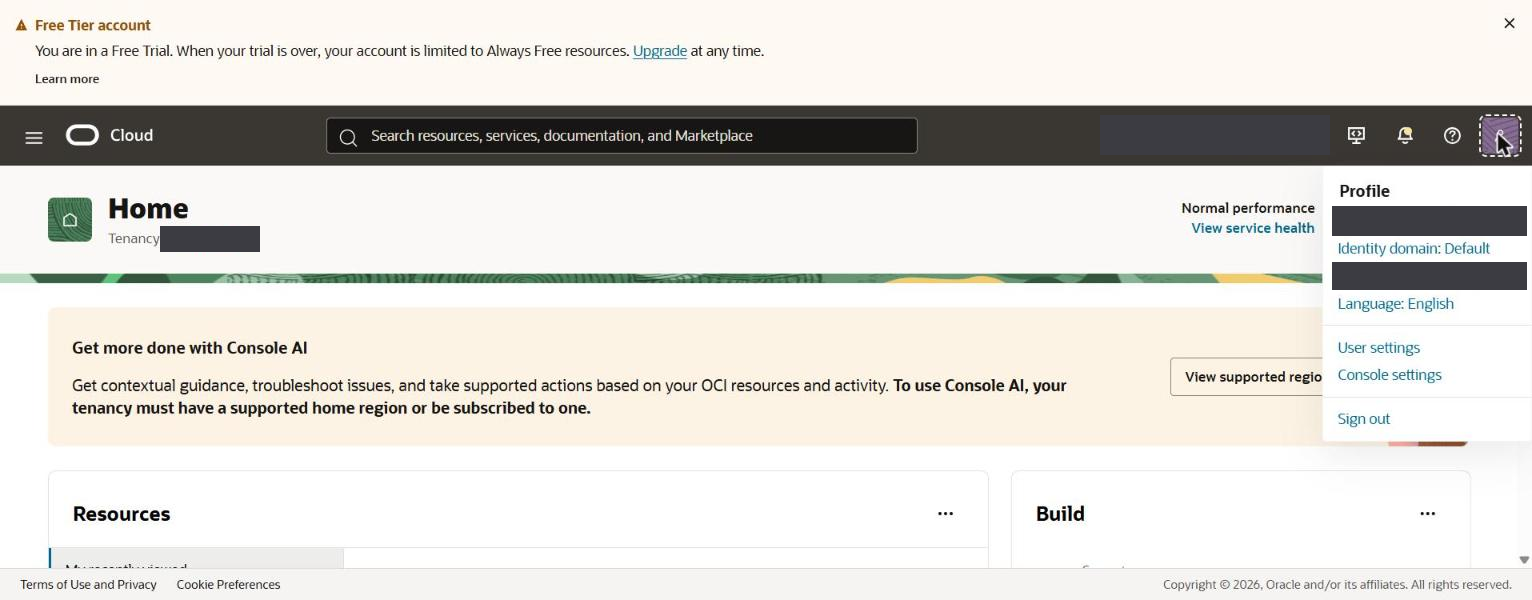 Free Tier account
You are in a Free Trial. When your trial is over, your account is limited to Always Free resources. Upgrade at any time.
Learn more
Cloud
Search resources, services, documentation, and Marketplace
Home
Tenancy
Normal performance
View service health
Profile
Identity domain: Default
Language: English
User settings
Console settings
Sign out
Get more done with Console AI
Get contextual guidance, troubleshoot issues, and take supported actions based on your OCI resources and activity. To use Console AI, your
tenancy must have a supported home region or be subscribed to one.
View supported regio
Resources
Build
My recently viewed
Terms of Use and Privacy
Cookie Preferences
Copyright © 2026, Oracle and/or its affiliates. All rights reserved.